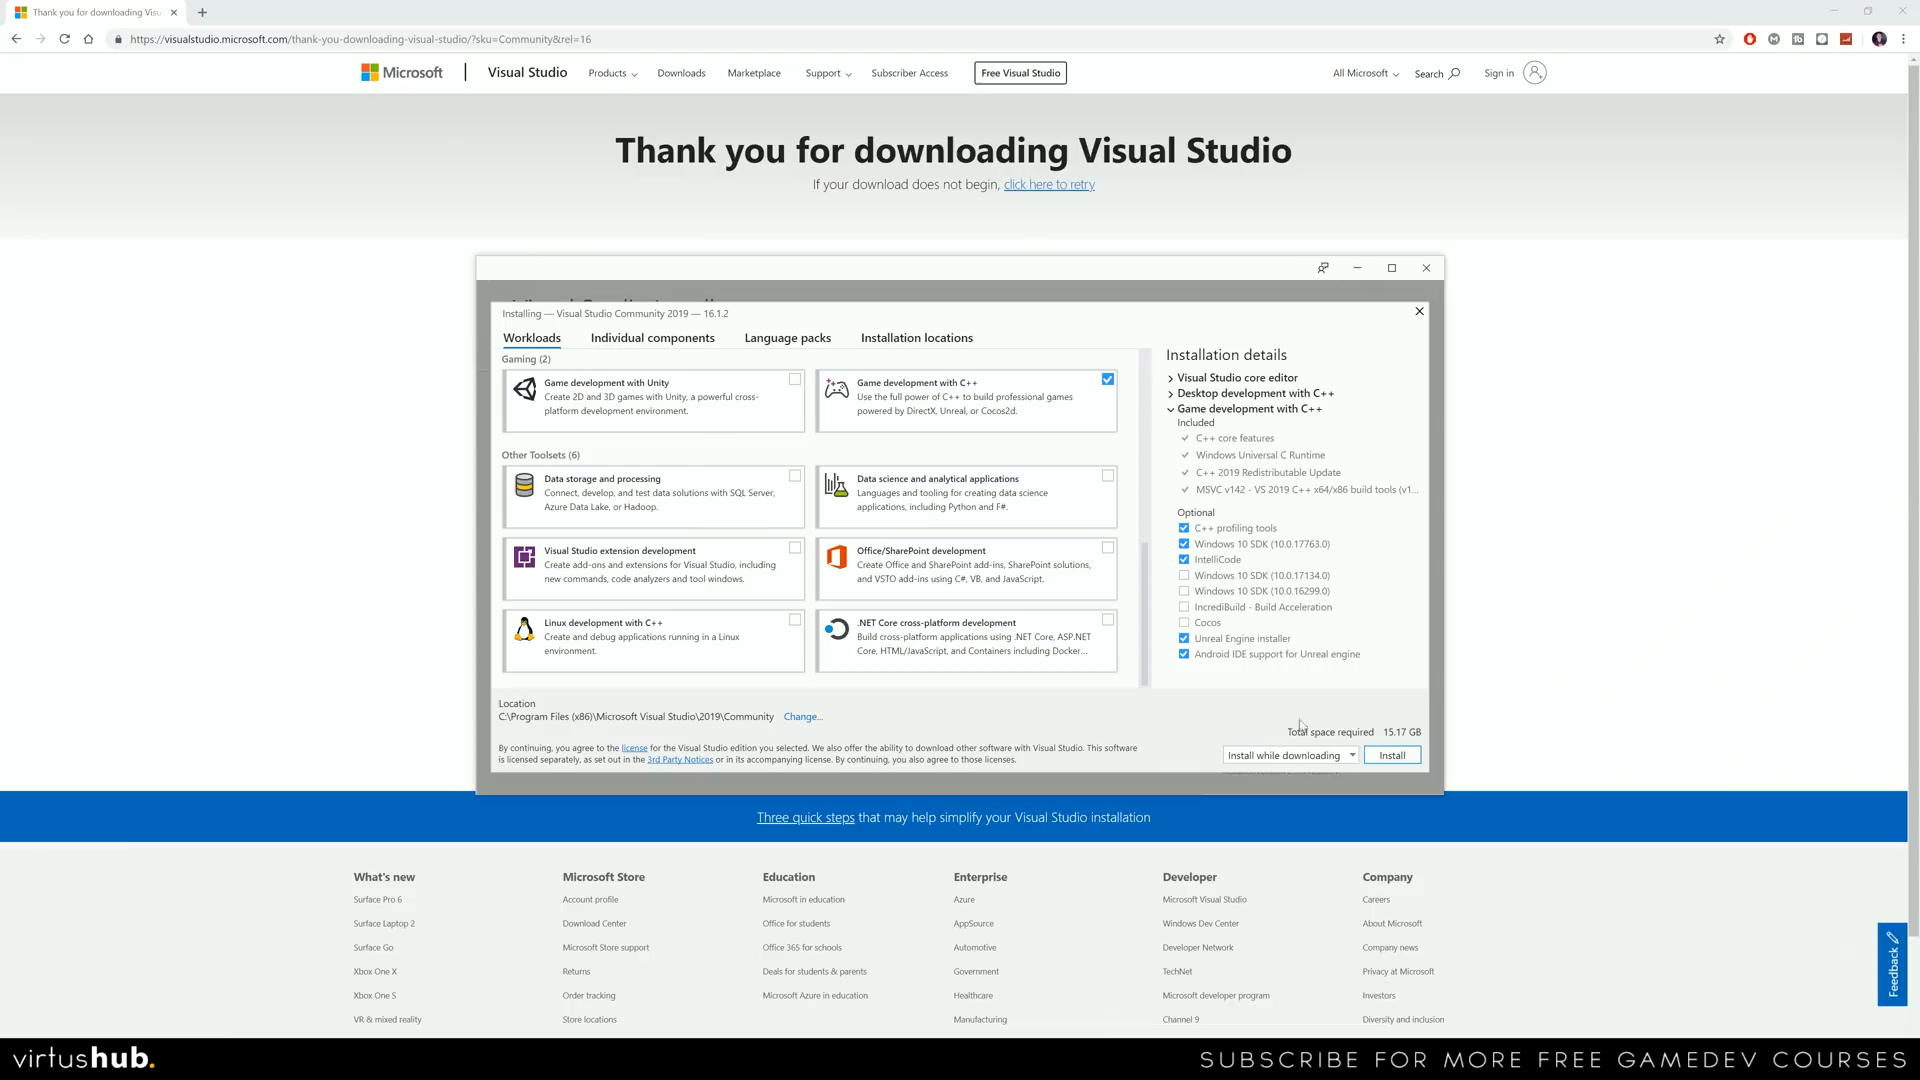 Thank you for downloading Visu
https://visualstudio.microsoft.com/thank-you-downloading-visual-studio/?sku=Community&rel=16
Microsoft
Visual Studio
Products
Downloads
Marketplace
Support
Subscriber Access
Free Visual Studio
All Microsoft
Search
Sign in
Thank you for downloading Visual Studio
If your download does not begin, click here to retry
Installing — Visual Studio Community 2019 — 16.1.2
Workloads
Individual components
Language packs
Installation locations
Gaming (2)
Game development with Unity
Create 2D and 3D games with Unity, a powerful cross-
platform development environment.
Game development with C++
Use the full power of C++ to build professional games
powered by DirectX, Unreal, or Cocos2d.
Other Toolsets (6)
Data storage and processing
Connect, develop, and test data solutions with SQL Server,
Azure Data Lake, or Hadoop.
Data science and analytical applications
Languages and tooling for creating data science
applications, including Python and F#.
Visual Studio extension development
Create add-ons and extensions for Visual Studio, including
new commands, code analyzers and tool windows.
Office/SharePoint development
Create Office and SharePoint add-ins, SharePoint solutions,
and VSTO add-ins using C#, VB, and JavaScript.
Linux development with C++
Create and debug applications running in a Linux
environment.
.NET Core cross-platform development
Build cross-platform applications using .NET Core, ASP.NET
Core, HTML/JavaScript, and Containers including Docker...
Installation details
Visual Studio core editor
Desktop development with C++
Game development with C++
Included
C++ core features
Windows Universal C Runtime
C++ 2019 Redistributable Update
MSVC v142 - VS 2019 C++ x64/x86 build tools (v1...
Optional
C++ profiling tools
Windows 10 SDK (10.0.17763.0)
IntelliCode
Windows 10 SDK (10.0.17134.0)
Windows 10 SDK (10.0.16299.0)
IncrediBuild - Build Acceleration
Cocos
Unreal Engine installer
Android IDE support for Unreal engine
Location
C:\Program Files (x86)\Microsoft Visual Studio\2019\Community
Change...
Total space required 15.17 GB
By continuing, you agree to the license for the Visual Studio edition you selected. We also offer the ability to download other software with Visual Studio. This software
is licensed separately, as set out in the 3rd Party Notices or in its accompanying license. By continuing, you also agree to those licenses.
Install while downloading
Install
Three quick steps that may help simplify your Visual Studio installation
What's new
Surface Pro 6
Surface Laptop 2
Surface Go
Xbox One X
Xbox One S
VR & mixed reality
Microsoft Store
Account profile
Download Center
Microsoft Store support
Returns
Order tracking
Store locations
Education
Microsoft in education
Office for students
Office 365 for schools
Deals for students & parents
Microsoft Azure in education
Enterprise
Azure
AppSource
Automotive
Government
Healthcare
Manufacturing
Developer
Microsoft Visual Studio
Windows Dev Center
Developer Network
TechNet
Microsoft developer program
Channel 9
Company
Careers
About Microsoft
Company news
Privacy at Microsoft
Investors
Diversity and inclusion
Feedback
virtushub.
SUBSCRIBE FOR MORE FREE GAMEDEV COURSES